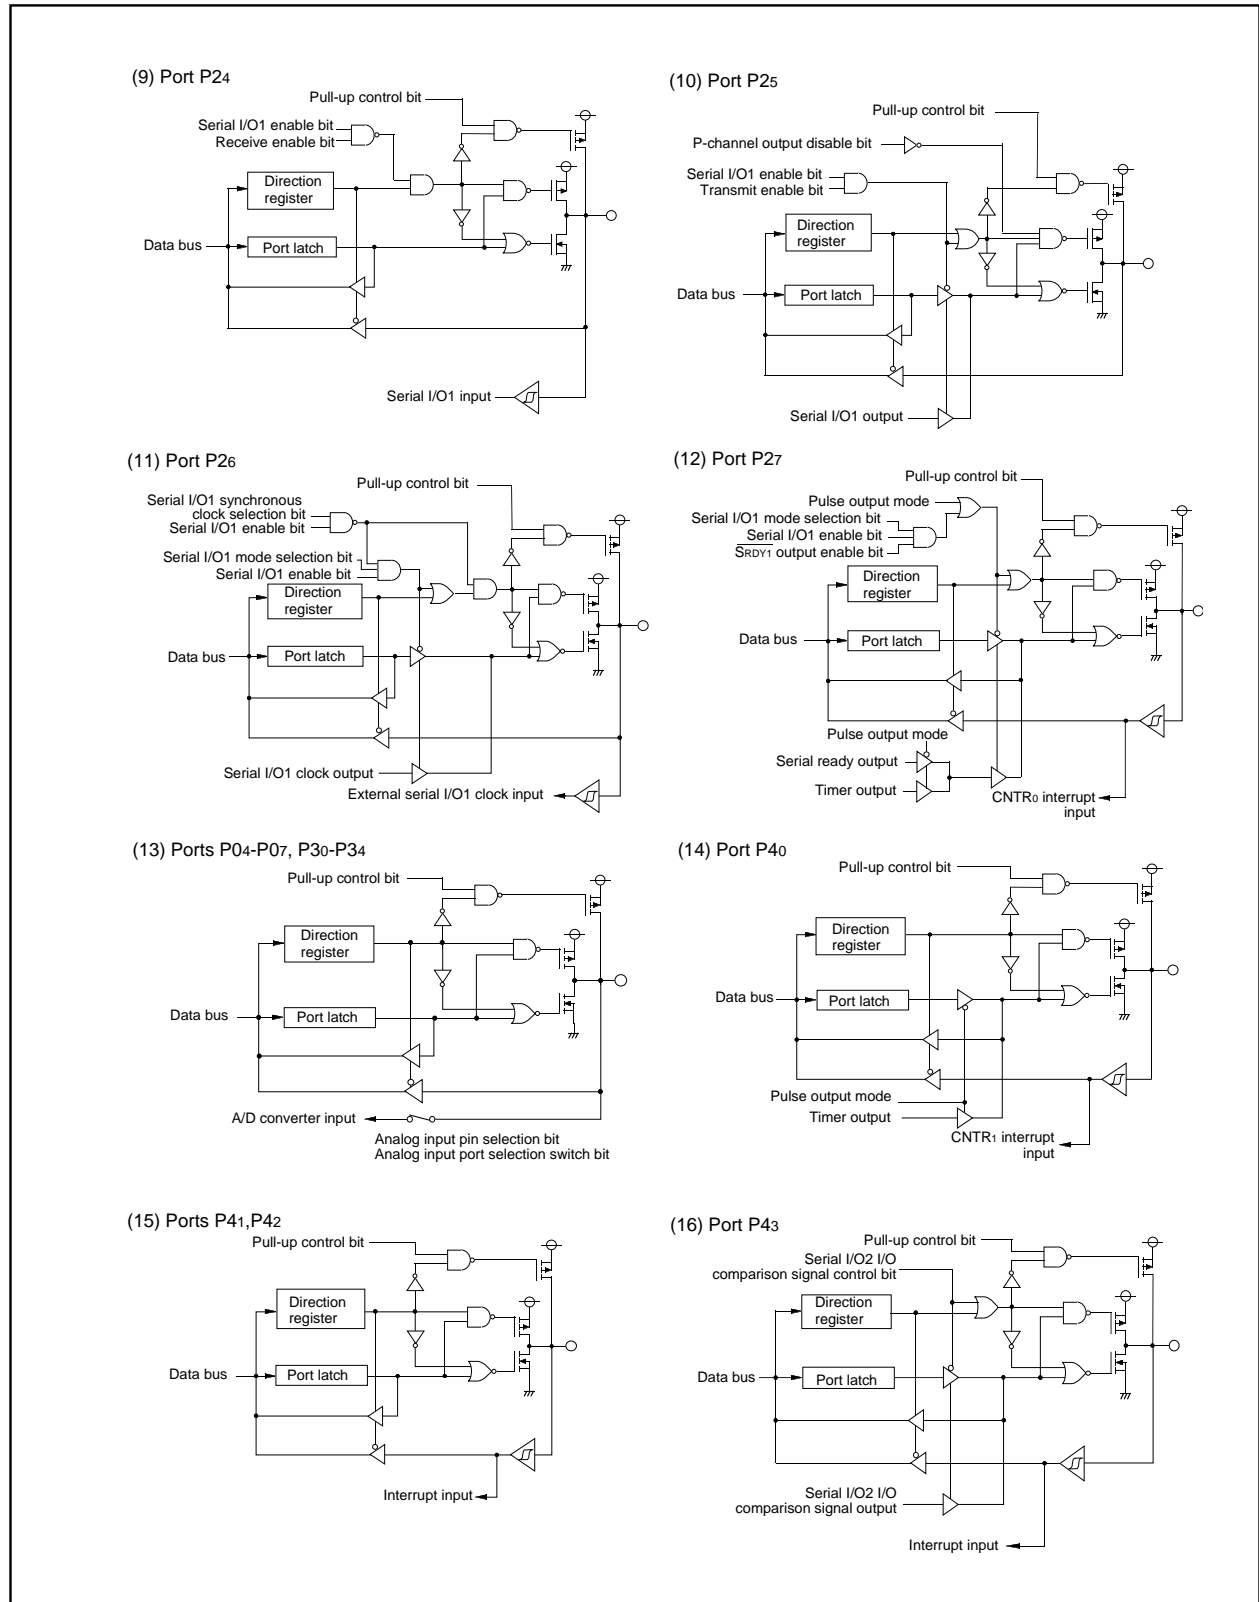 (9) Port P24
Pull-up control bit
Serial I/O1 enable bit
Receive enable bit
Direction
register
Data bus
Port latch
Serial I/O1 input
(10) Port P25
Pull-up control bit
P-channel output disable bit
Serial I/O1 enable bit
Transmit enable bit
Direction
register
Data bus
Port latch
Serial I/O1 output
(11) Port P26
Pull-up control bit
Serial I/O1 synchronous
clock selection bit
Serial I/O1 enable bit
Serial I/O1 mode selection bit
Serial I/O1 enable bit
Direction
register
Data bus
Port latch
Serial I/O1 clock output
External serial I/O1 clock input
(12) Port P27
Pull-up control bit
Pulse output mode
Serial I/O1 mode selection bit
Serial I/O1 enable bit
SRDY1 output enable bit
Direction
register
Data bus
Port latch
Pulse output mode
Serial ready output
Timer output
CNTR0 interrupt
input
(13) Ports P04-P07, P30-P34
Pull-up control bit
Direction
register
Data bus
Port latch
A/D converter input
Analog input pin selection bit
Analog input port selection switch bit
(14) Port P40
Pull-up control bit
Direction
register
Data bus
Port latch
Pulse output mode
Timer output
CNTR1 interrupt
input
(15) Ports P41,P42
Pull-up control bit
Direction
register
Data bus
Port latch
Interrupt input
(16) Port P43
Pull-up control bit
Serial I/O2 I/O
comparison signal control bit
Direction
register
Data bus
Port latch
Serial I/O2 I/O
comparison signal output
Interrupt input